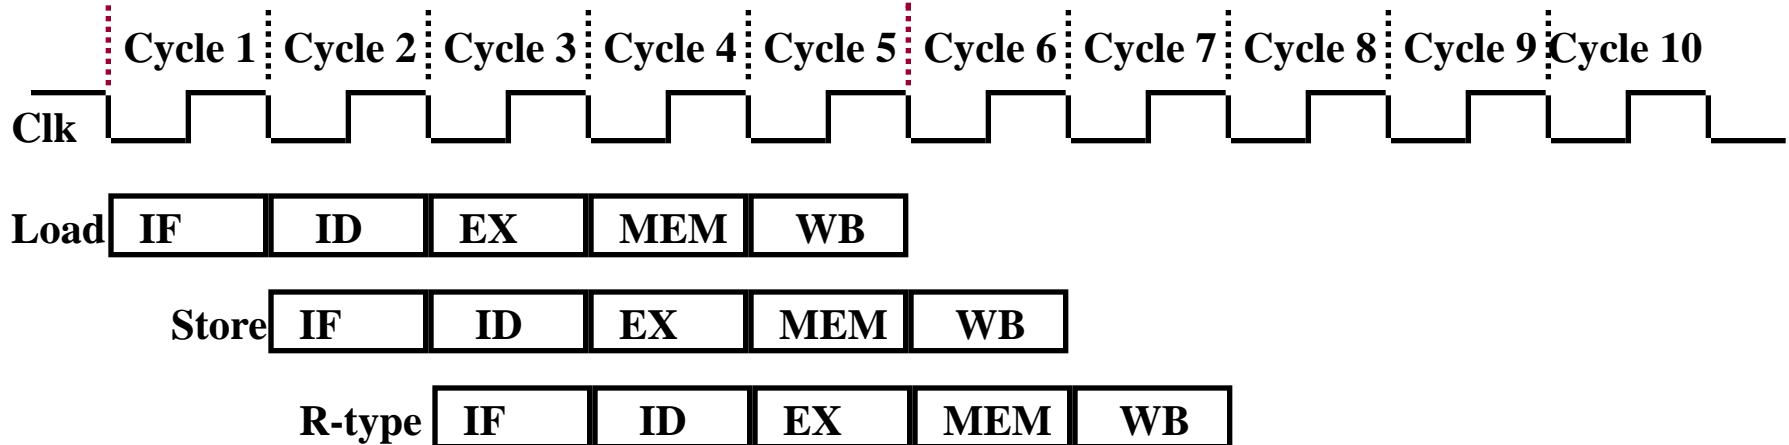 Cycle 1 Cycle 2 Cycle 3 Cycle 4 Cycle 5 Cycle 6 Cycle 7 Cycle 8 Cycle 9 Cycle 10
Clk
Load IF ID EX MEM WB
Store IF ID EX MEM WB
R-type IF ID EX MEM WB